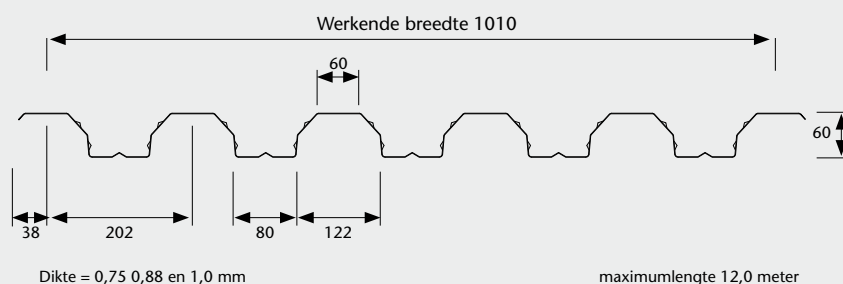 Werkende breedte 1010
60
60
38
202
80
122
Dikte = 0,75 0,88 en 1,0 mm
maximumlengte 12,0 meter